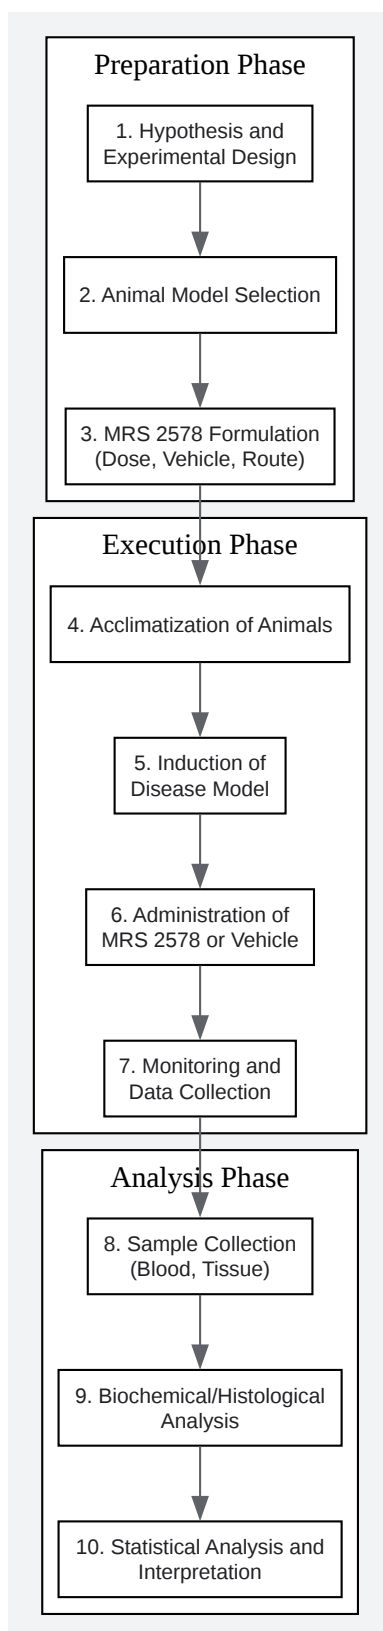 Preparation Phase
1. Hypothesis and
Experimental Design
2. Animal Model Selection
3. MRS 2578 Formulation
(Dose, Vehicle, Route)
Execution Phase
4. Acclimatization of Animals
5. Induction of
Disease Model
6. Administration of
MRS 2578 or Vehicle
7. Monitoring and
Data Collection
Analysis Phase
8. Sample Collection
(Blood, Tissue)
9. Biochemical/Histological
Analysis
10. Statistical Analysis and
Interpretation